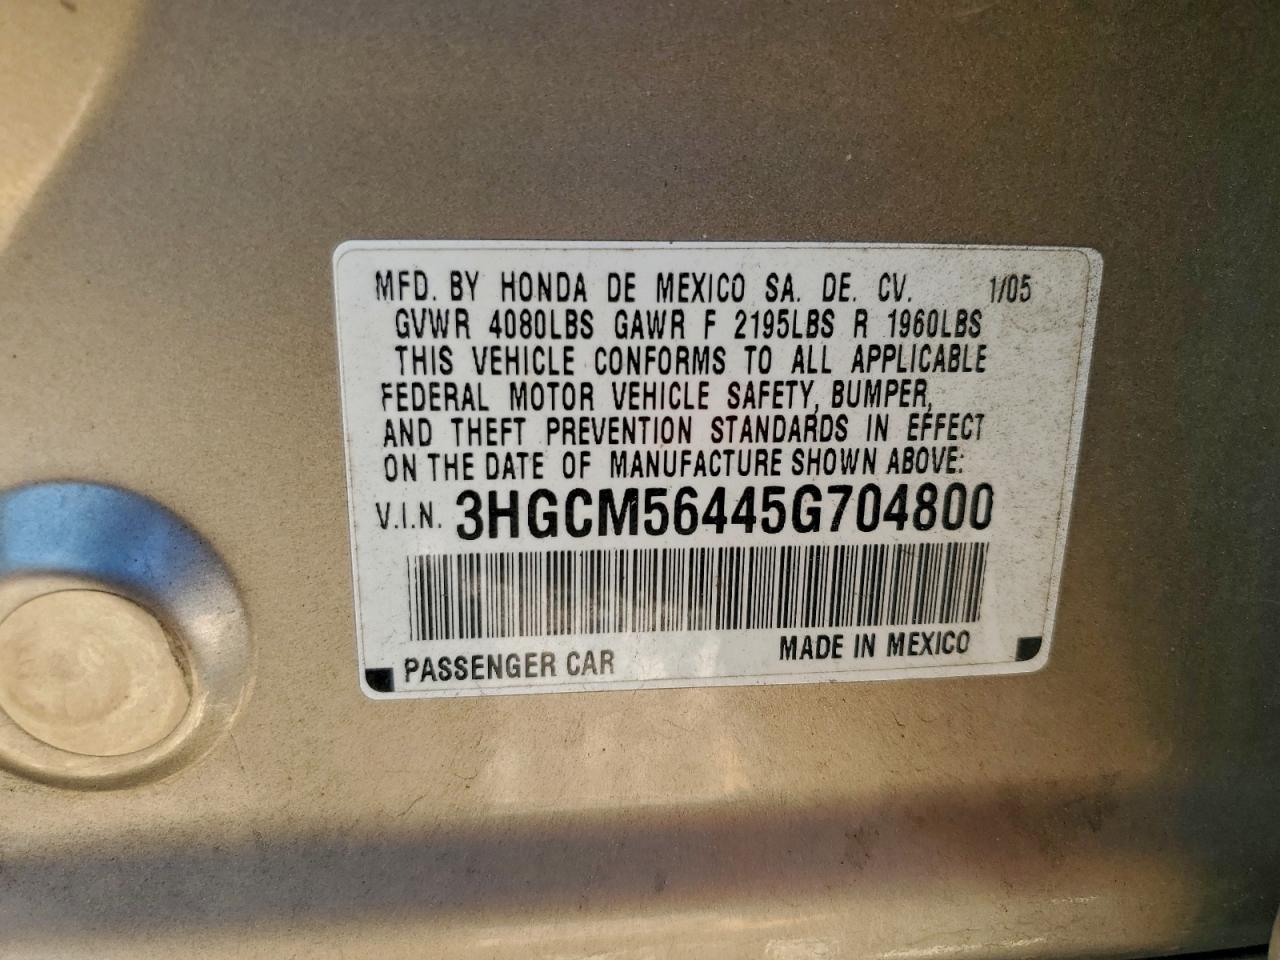 MFD. BY HONDA DE MEXICO SA. DE. CV. 1/05
GVWR 4080LBS GAWR F 2195LBS R 1960LBS
THIS VEHICLE CONFORMS TO ALL APPLICABLE
FEDERAL MOTOR VEHICLE SAFETY, BUMPER,
AND THEFT PREVENTION STANDARDS IN EFFECT
ON THE DATE OF MANUFACTURE SHOWN ABOVE:
V.I.N. 3HGCM56445G704800
PASSENGER CAR MADE IN MEXICO